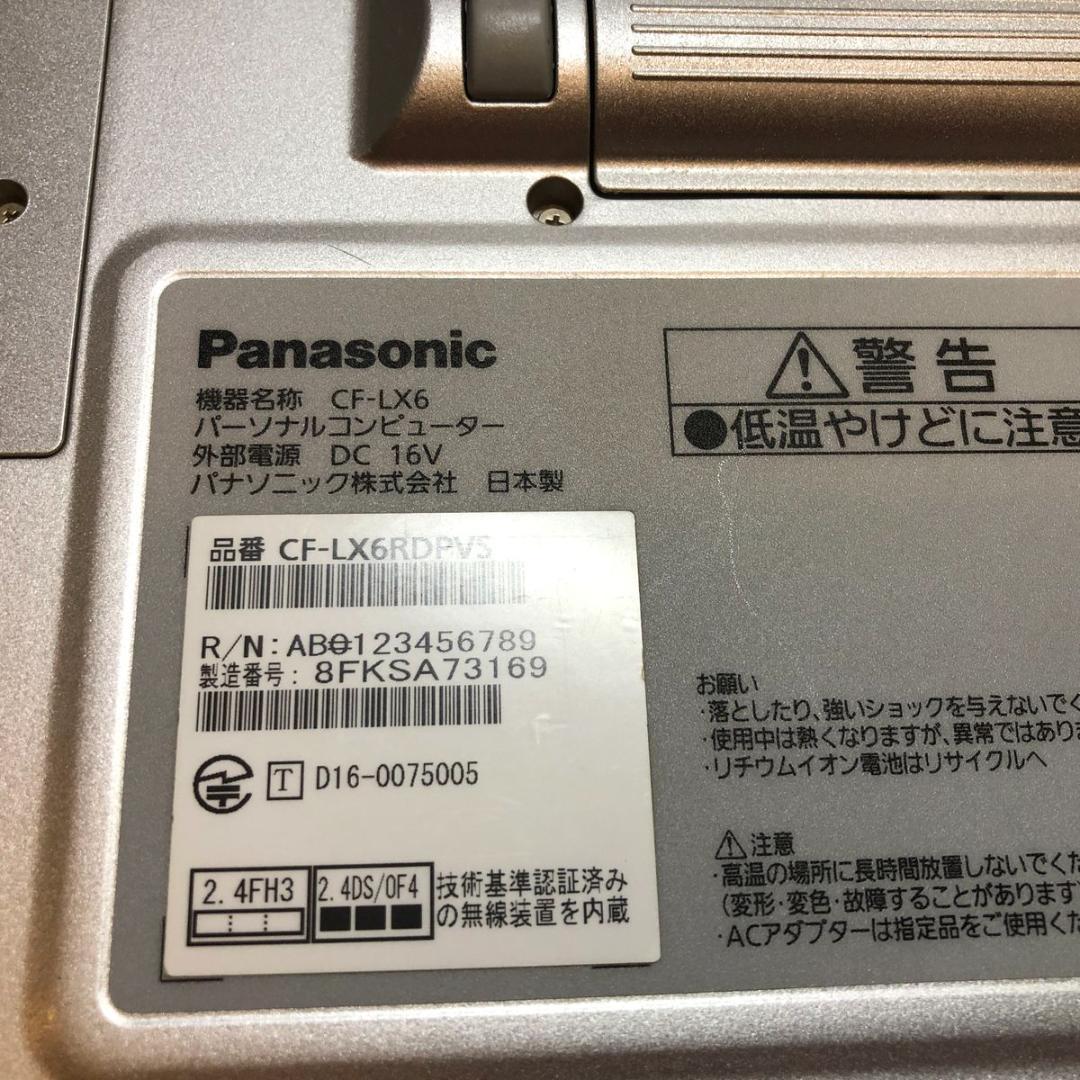 Panasonic
機器名称 CF-LX6
パーソナルコンピューター
外部電源 DC 16V
パナソニック株式会社 日本製
品番 CF-LX6RDPVS
R/N: AB0123456789
製造番号: 8FKSA73169
T D16-0075005
2.4FH3
2.4DS/OF4
技術基準認証済み
の無線装置を内蔵
警告
●低温やけどに注意
お願い
・落としたり、強いショックを与えないでく
・使用中は熱くなりますが、異常ではありま
・リチウムイオン電池はリサイクルへ
注意
・高温の場所に長時間放置しないでくだ
(変形・変色・故障することがあります
・ACアダプターは指定品をご使用くだ